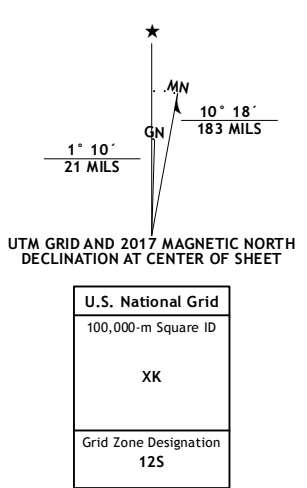 ★
MN
GN
10° 18´
183 MILS
1° 10´
21 MILS
UTM GRID AND 2017 MAGNETIC NORTH
DECLINATION AT CENTER OF SHEET
U.S. National Grid
100,000-m Square ID
XK
Grid Zone Designation
12S